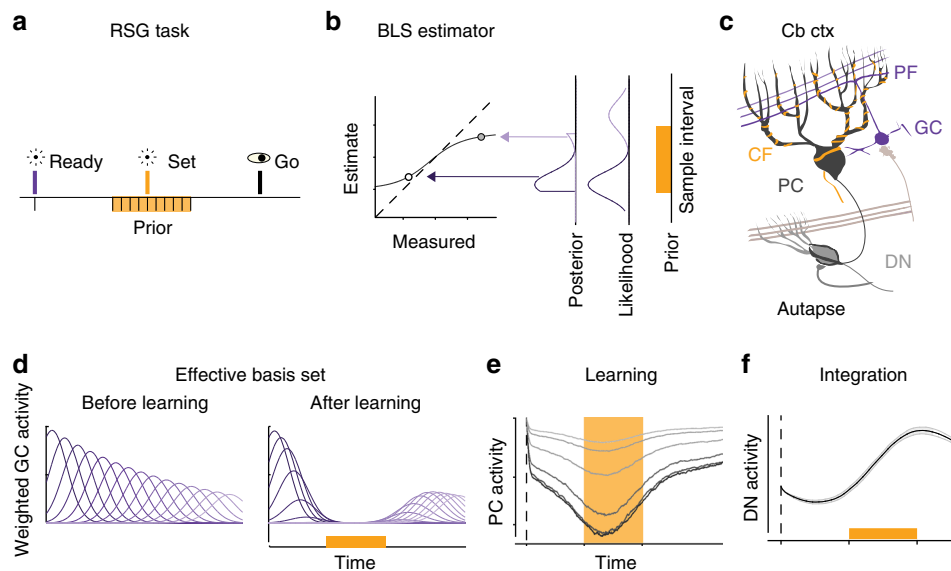 a
RSG task
Ready
Set
Go
Prior
b
BLS estimator
Estimate
Measured
Posterior
Likelihood
Prior
Sample interval
c
Cb ctx
PF
GC
CF
PC
DN
Autapse
d
Effective basis set
Before learning
After learning
Weighted GC activity
Time
e
Learning
PC activity
Time
f
Integration
DN activity